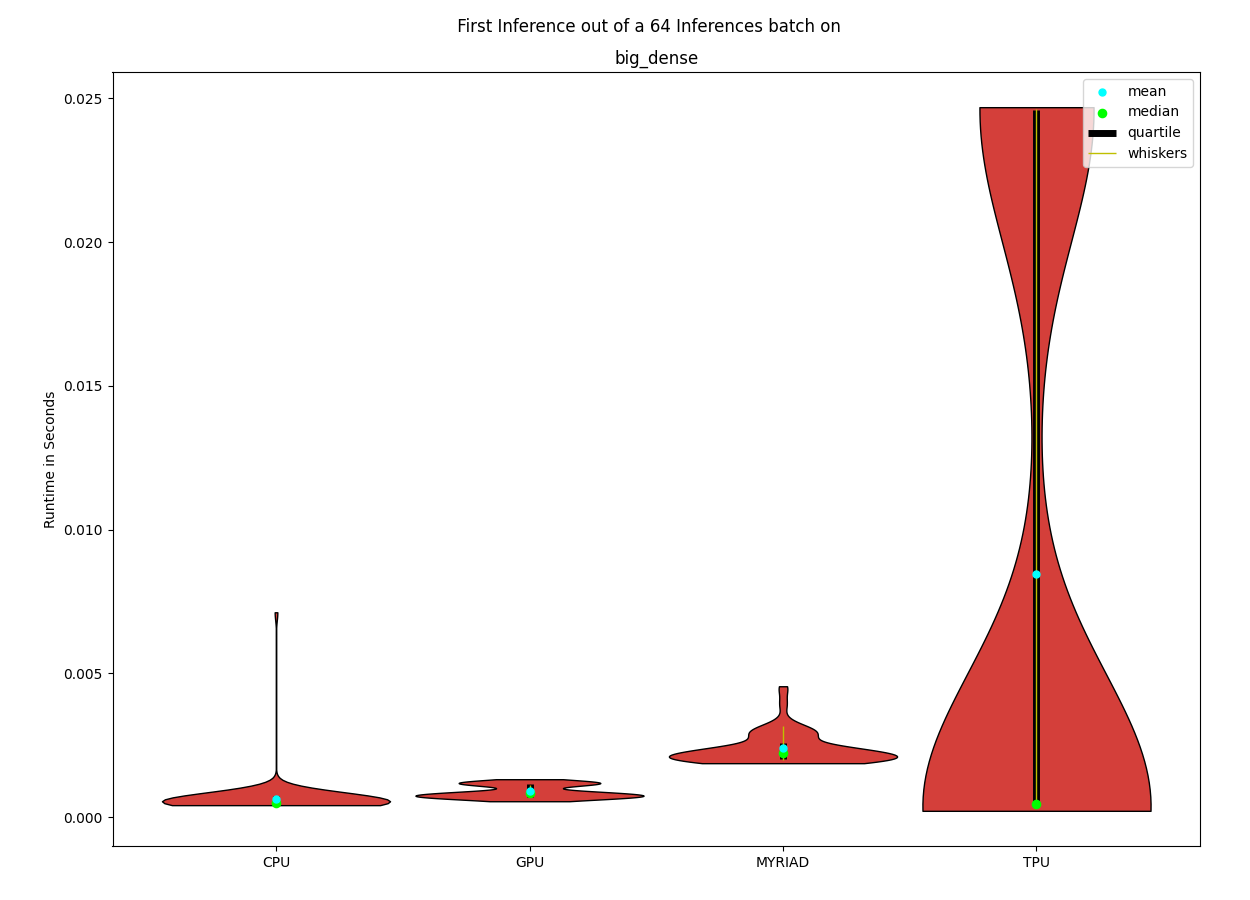 First Inference out of a 64 Inferences batch on
big_dense
mean
median
quartile
whiskers
Runtime in Seconds
0.025
0.020
0.015
0.010
0.005
0.000
CPU
GPU
MYRIAD
TPU